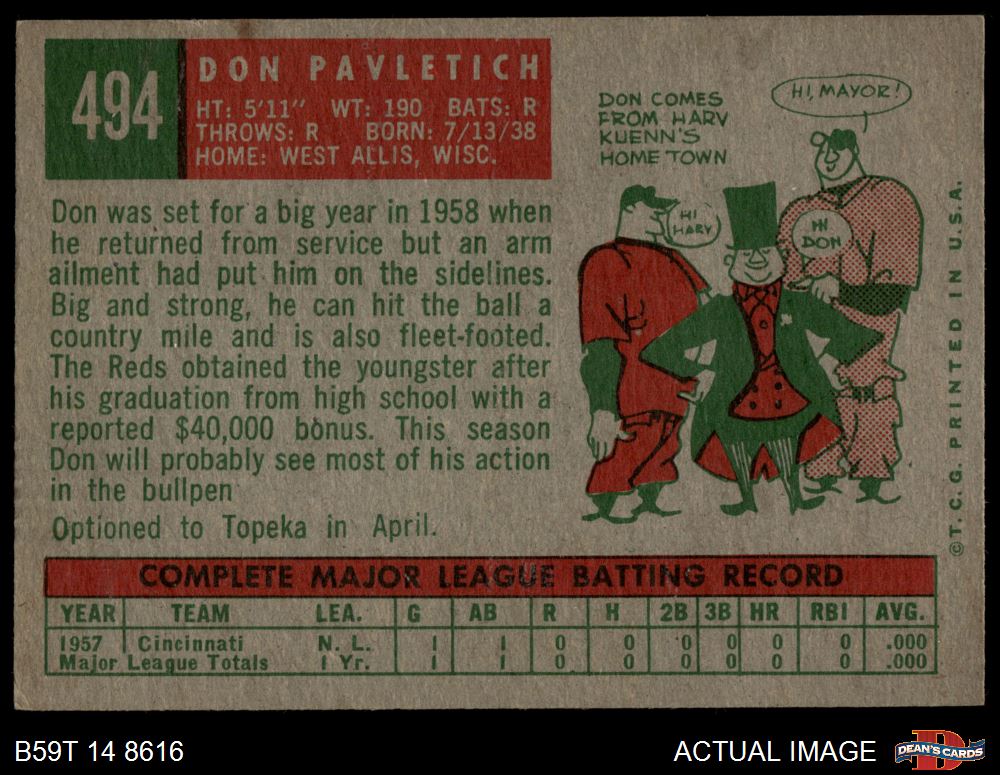 494
DON PAVLETICH
HT: 5'11" WT: 190 BATS: R
THROWS: R BORN: 7/13/38
HOME: WEST ALLIS, WISC.
Don was set for a big year in 1958 when
he returned from service but an arm
ailment had put him on the sidelines.
Big and strong, he can hit the ball a
country mile and is also fleet-footed.
The Reds obtained the youngster after
his graduation from high school with a
reported $40,000 bonus. This season
Don will probably see most of his action
in the bullpen
Optioned to Topeka in April.
DON COMES
FROM HARV
KUENN'S
HOME TOWN
HI, MAYOR!
HI
HARV
HI
DON
©T.C.G. PRINTED IN U.S.A.
COMPLETE MAJOR LEAGUE BATTING RECORD
YEAR TEAM LEA. G AB R H 2B 3B HR RBI AVG.
1957 Cincinnati N. L. 1 1 0 0 0 0 0 0 .000
Major League Totals 1 Yr. 1 1 0 0 0 0 0 0 .000
B59T 14 8616
ACTUAL IMAGE
DEAN'S CARDS